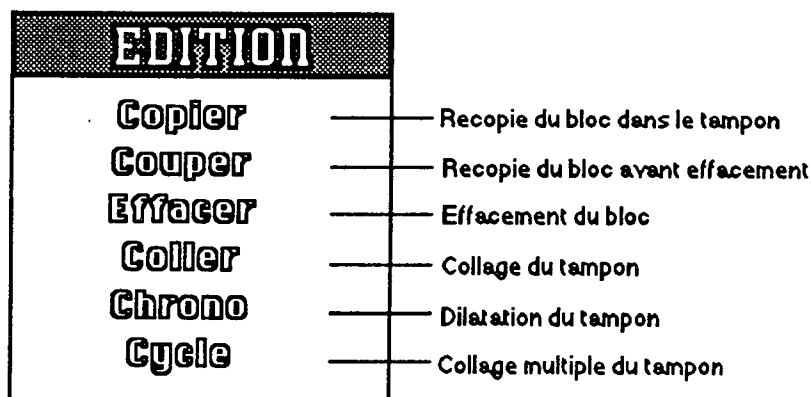 EDITION
Copier Recopie du bloc dans le tampon
Couper Recopie du bloc avant effacement
Effacer Effacement du bloc
Coller Collage du tampon
Chrono Dilatation du tampon
Cycle Collage multiple du tampon